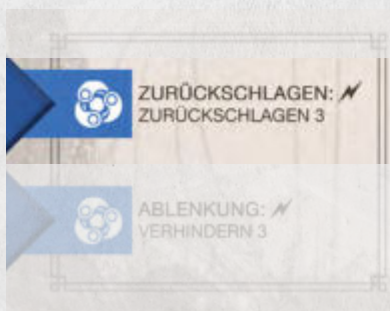 ZURÜCKSCHLAGEN:
ZURÜCKSCHLAGEN 3
ABLENKUNG:
VERHINDERN 3